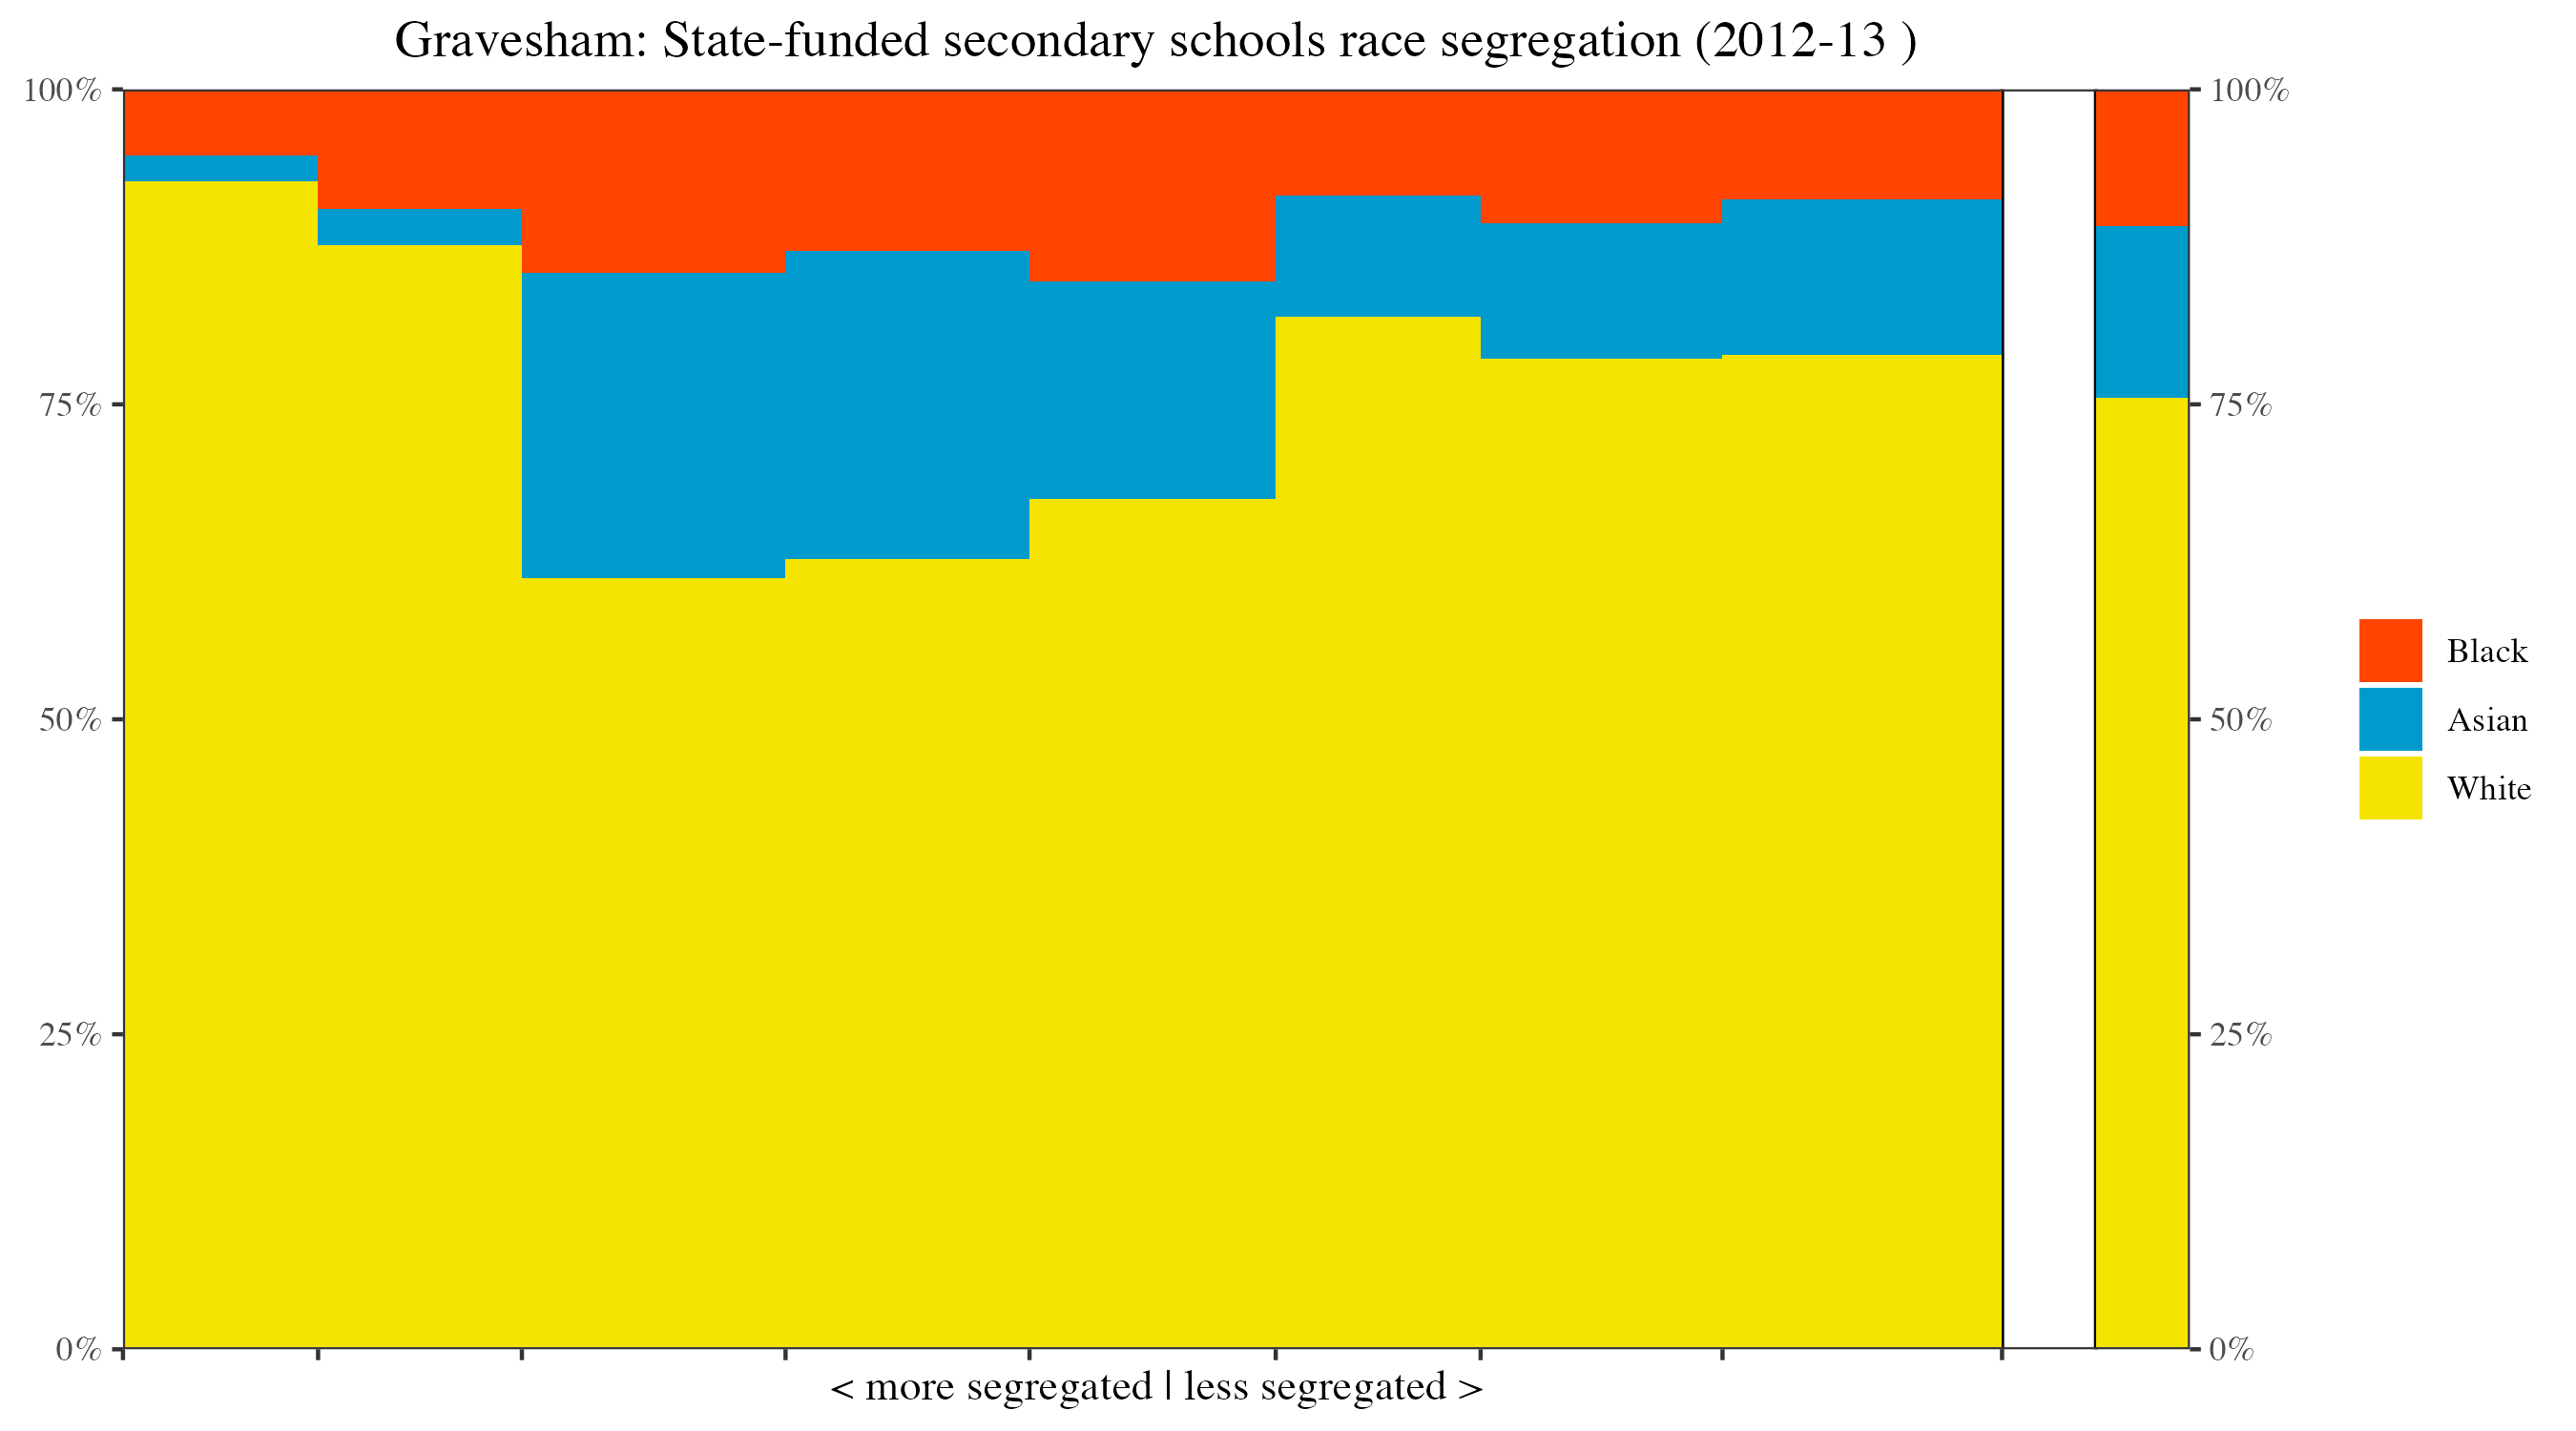 Gravesham: State-funded secondary schools race segregation (2012-13 )
100%
75%
50%
25%
0%
100%
75%
50%
25%
0%
Black
Asian
White
< more segregated | less segregated >